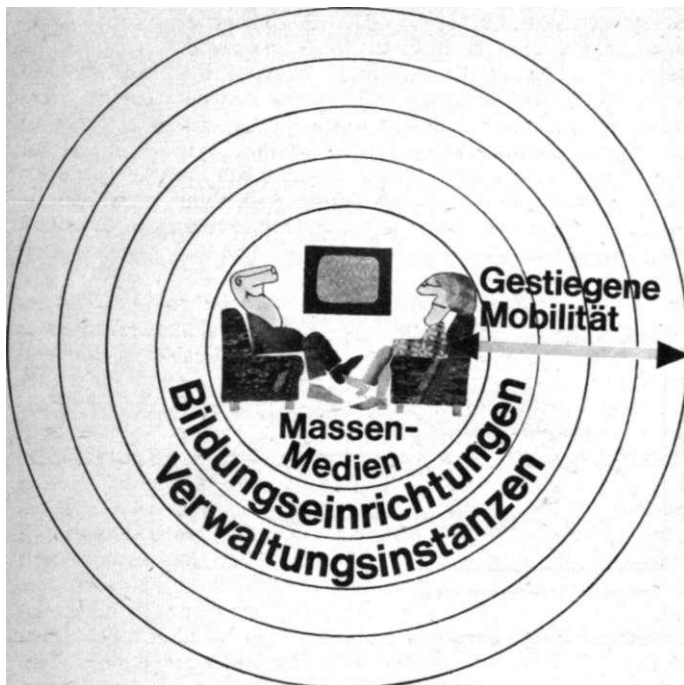 Gestiegene
Mobilität
Massen-
Medien
Bildungseinrichtungen
Verwaltungsinstanzen